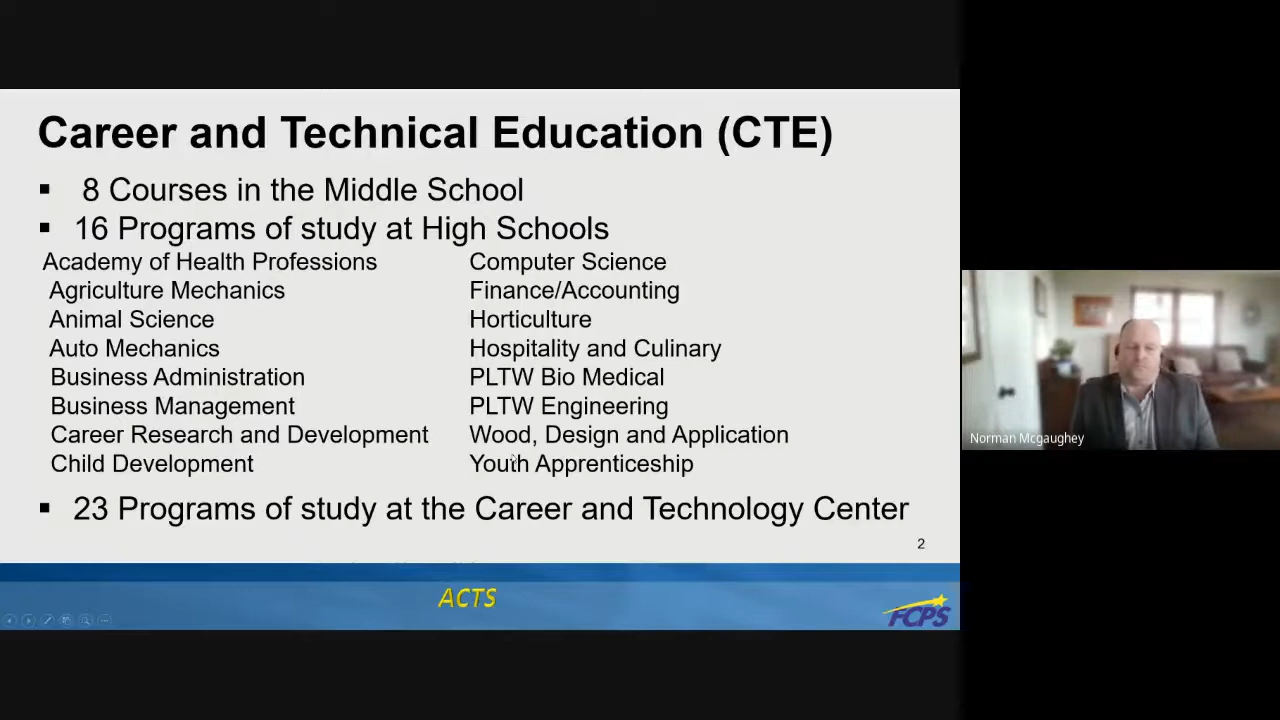 Career and Technical Education (CTE)
8 Courses in the Middle School
16 Programs of study at High Schools
Academy of Health Professions
Agriculture Mechanics
Animal Science
Auto Mechanics
Business Administration
Business Management
Career Research and Development
Child Development
Computer Science
Finance/Accounting
Horticulture
Hospitality and Culinary
PLTW Bio Medical
PLTW Engineering
Wood, Design and Application
Youth Apprenticeship
23 Programs of study at the Career and Technology Center
2
ACTS
FCPS
Norman Mcgaughey